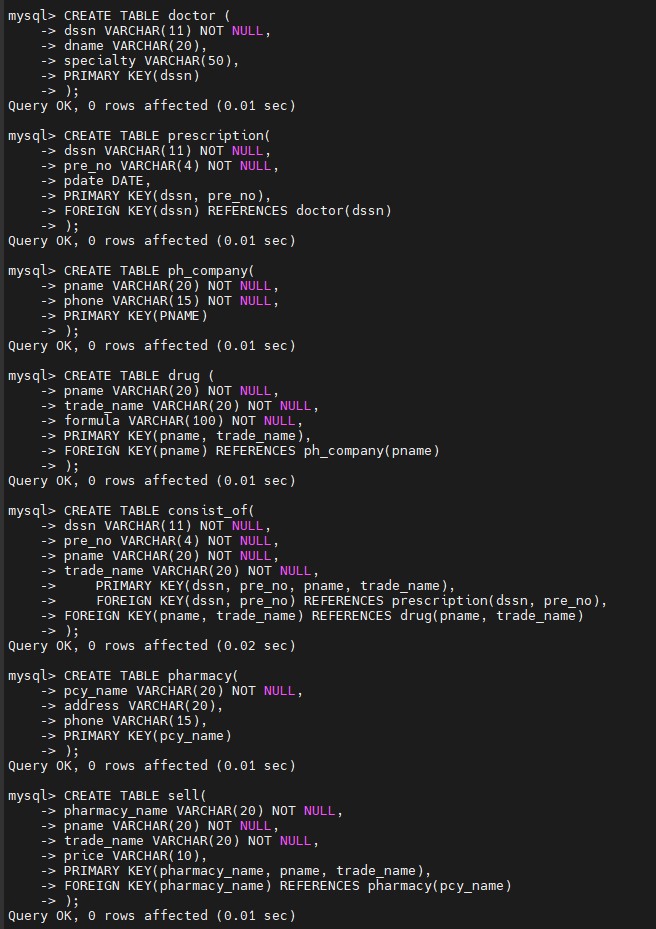 mysql> CREATE TABLE doctor (
    -> dssn VARCHAR(11) NOT NULL,
    -> dname VARCHAR(20),
    -> specialty VARCHAR(50),
    -> PRIMARY KEY(dssn)
    -> );
Query OK, 0 rows affected (0.01 sec)

mysql> CREATE TABLE prescription(
    -> dssn VARCHAR(11) NOT NULL,
    -> pre_no VARCHAR(4) NOT NULL,
    -> pdate DATE,
    -> PRIMARY KEY(dssn, pre_no),
    -> FOREIGN KEY(dssn) REFERENCES doctor(dssn)
    -> );
Query OK, 0 rows affected (0.01 sec)

mysql> CREATE TABLE ph_company(
    -> pname VARCHAR(20) NOT NULL,
    -> phone VARCHAR(15) NOT NULL,
    -> PRIMARY KEY(PNAME)
    -> );
Query OK, 0 rows affected (0.01 sec)

mysql> CREATE TABLE drug (
    -> pname VARCHAR(20) NOT NULL,
    -> trade_name VARCHAR(20) NOT NULL,
    -> formula VARCHAR(100) NOT NULL,
    -> PRIMARY KEY(pname, trade_name),
    -> FOREIGN KEY(pname) REFERENCES ph_company(pname)
    -> );
Query OK, 0 rows affected (0.01 sec)

mysql> CREATE TABLE consist_of(
    -> dssn VARCHAR(11) NOT NULL,
    -> pre_no VARCHAR(4) NOT NULL,
    -> pname VARCHAR(20) NOT NULL,
    -> trade_name VARCHAR(20) NOT NULL,
    ->     PRIMARY KEY(dssn, pre_no, pname, trade_name),
    ->     FOREIGN KEY(dssn, pre_no) REFERENCES prescription(dssn, pre_no),
    -> FOREIGN KEY(pname, trade_name) REFERENCES drug(pname, trade_name)
    -> );
Query OK, 0 rows affected (0.02 sec)

mysql> CREATE TABLE pharmacy(
    -> pcy_name VARCHAR(20) NOT NULL,
    -> address VARCHAR(20),
    -> phone VARCHAR(15),
    -> PRIMARY KEY(pcy_name)
    -> );
Query OK, 0 rows affected (0.01 sec)

mysql> CREATE TABLE sell(
    -> pharmacy_name VARCHAR(20) NOT NULL,
    -> pname VARCHAR(20) NOT NULL,
    -> trade_name VARCHAR(20) NOT NULL,
    -> price VARCHAR(10),
    -> PRIMARY KEY(pharmacy_name, pname, trade_name),
    -> FOREIGN KEY(pharmacy_name) REFERENCES pharmacy(pcy_name)
    -> );
Query OK, 0 rows affected (0.01 sec)